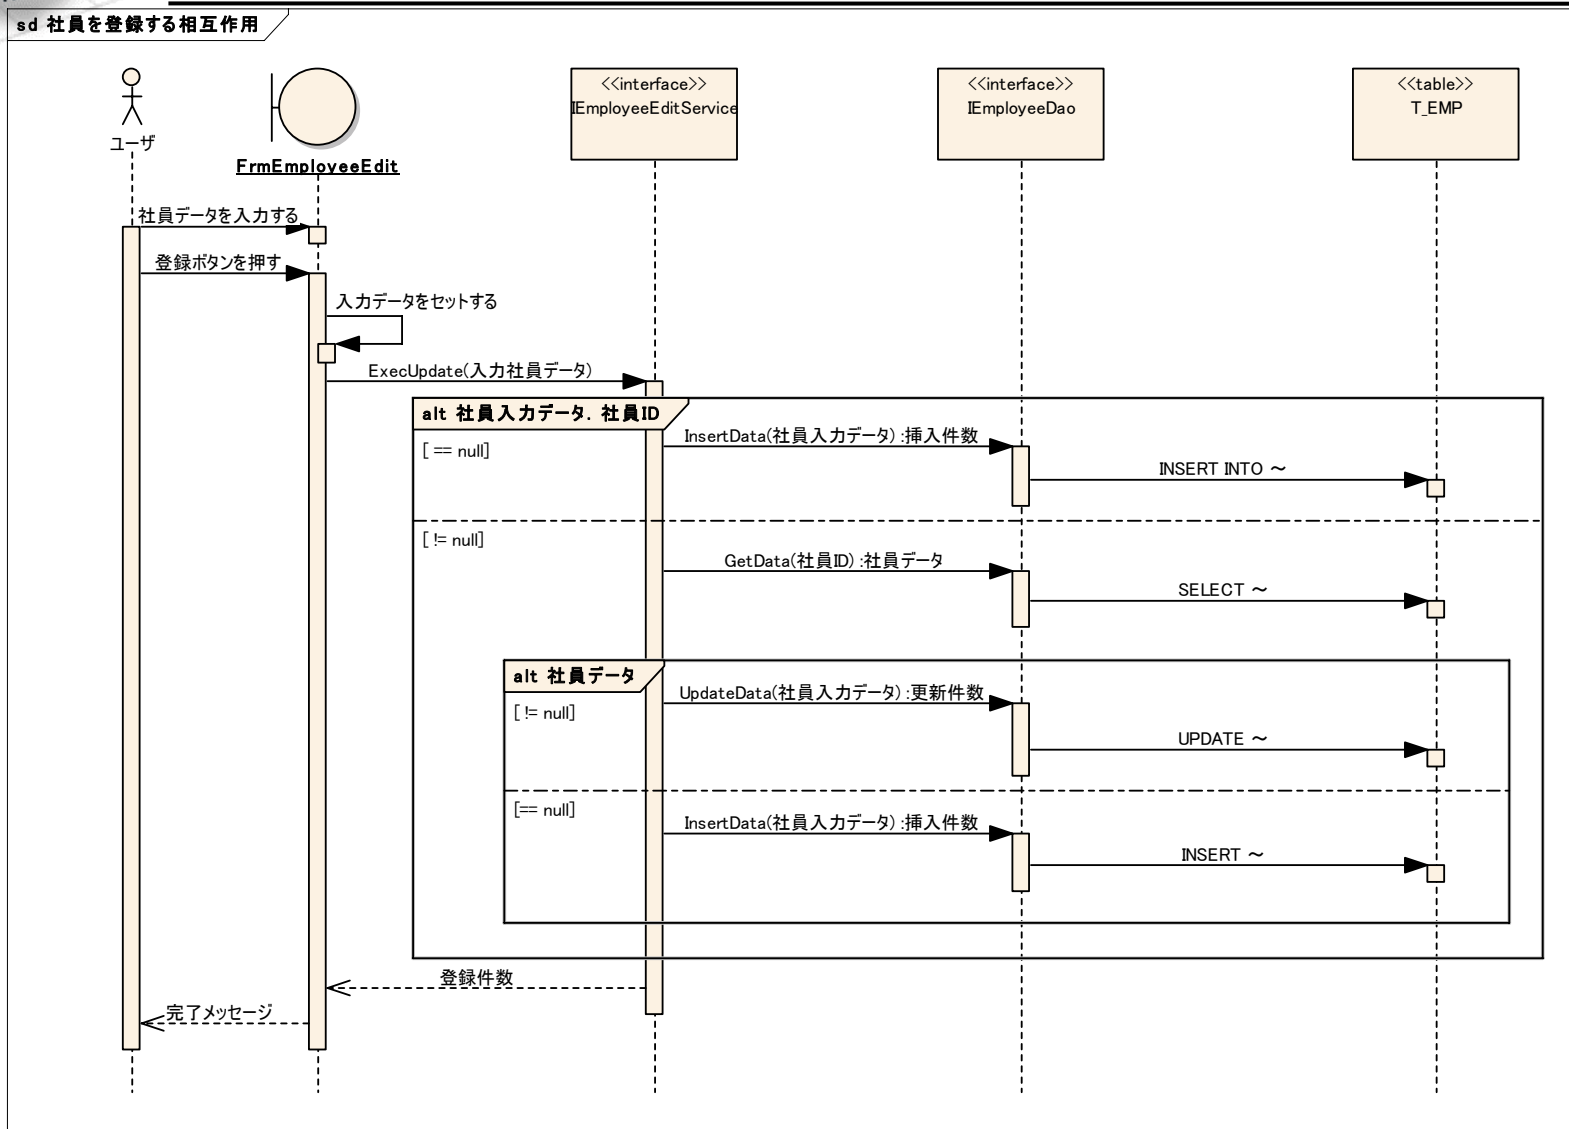 sd 社員を登録する相互作用
ユーザ
FrmEmployeeEdit
<<interface>>
IEmployeeEditService
<<interface>>
IEmployeeDao
<<table>>
T_EMP
社員データを入力する
登録ボタンを押す
入力データをセットする
ExecUpdate(入力社員データ)
alt 社員入力データ. 社員ID
[ == null]
InsertData(社員入力データ) :挿入件数
INSERT INTO ～
[ != null]
GetData(社員ID) :社員データ
SELECT ～
alt 社員データ
[ != null]
UpdateData(社員入力データ) :更新件数
UPDATE ～
[== null]
InsertData(社員入力データ) :挿入件数
INSERT ～
登録件数
完了メッセージ